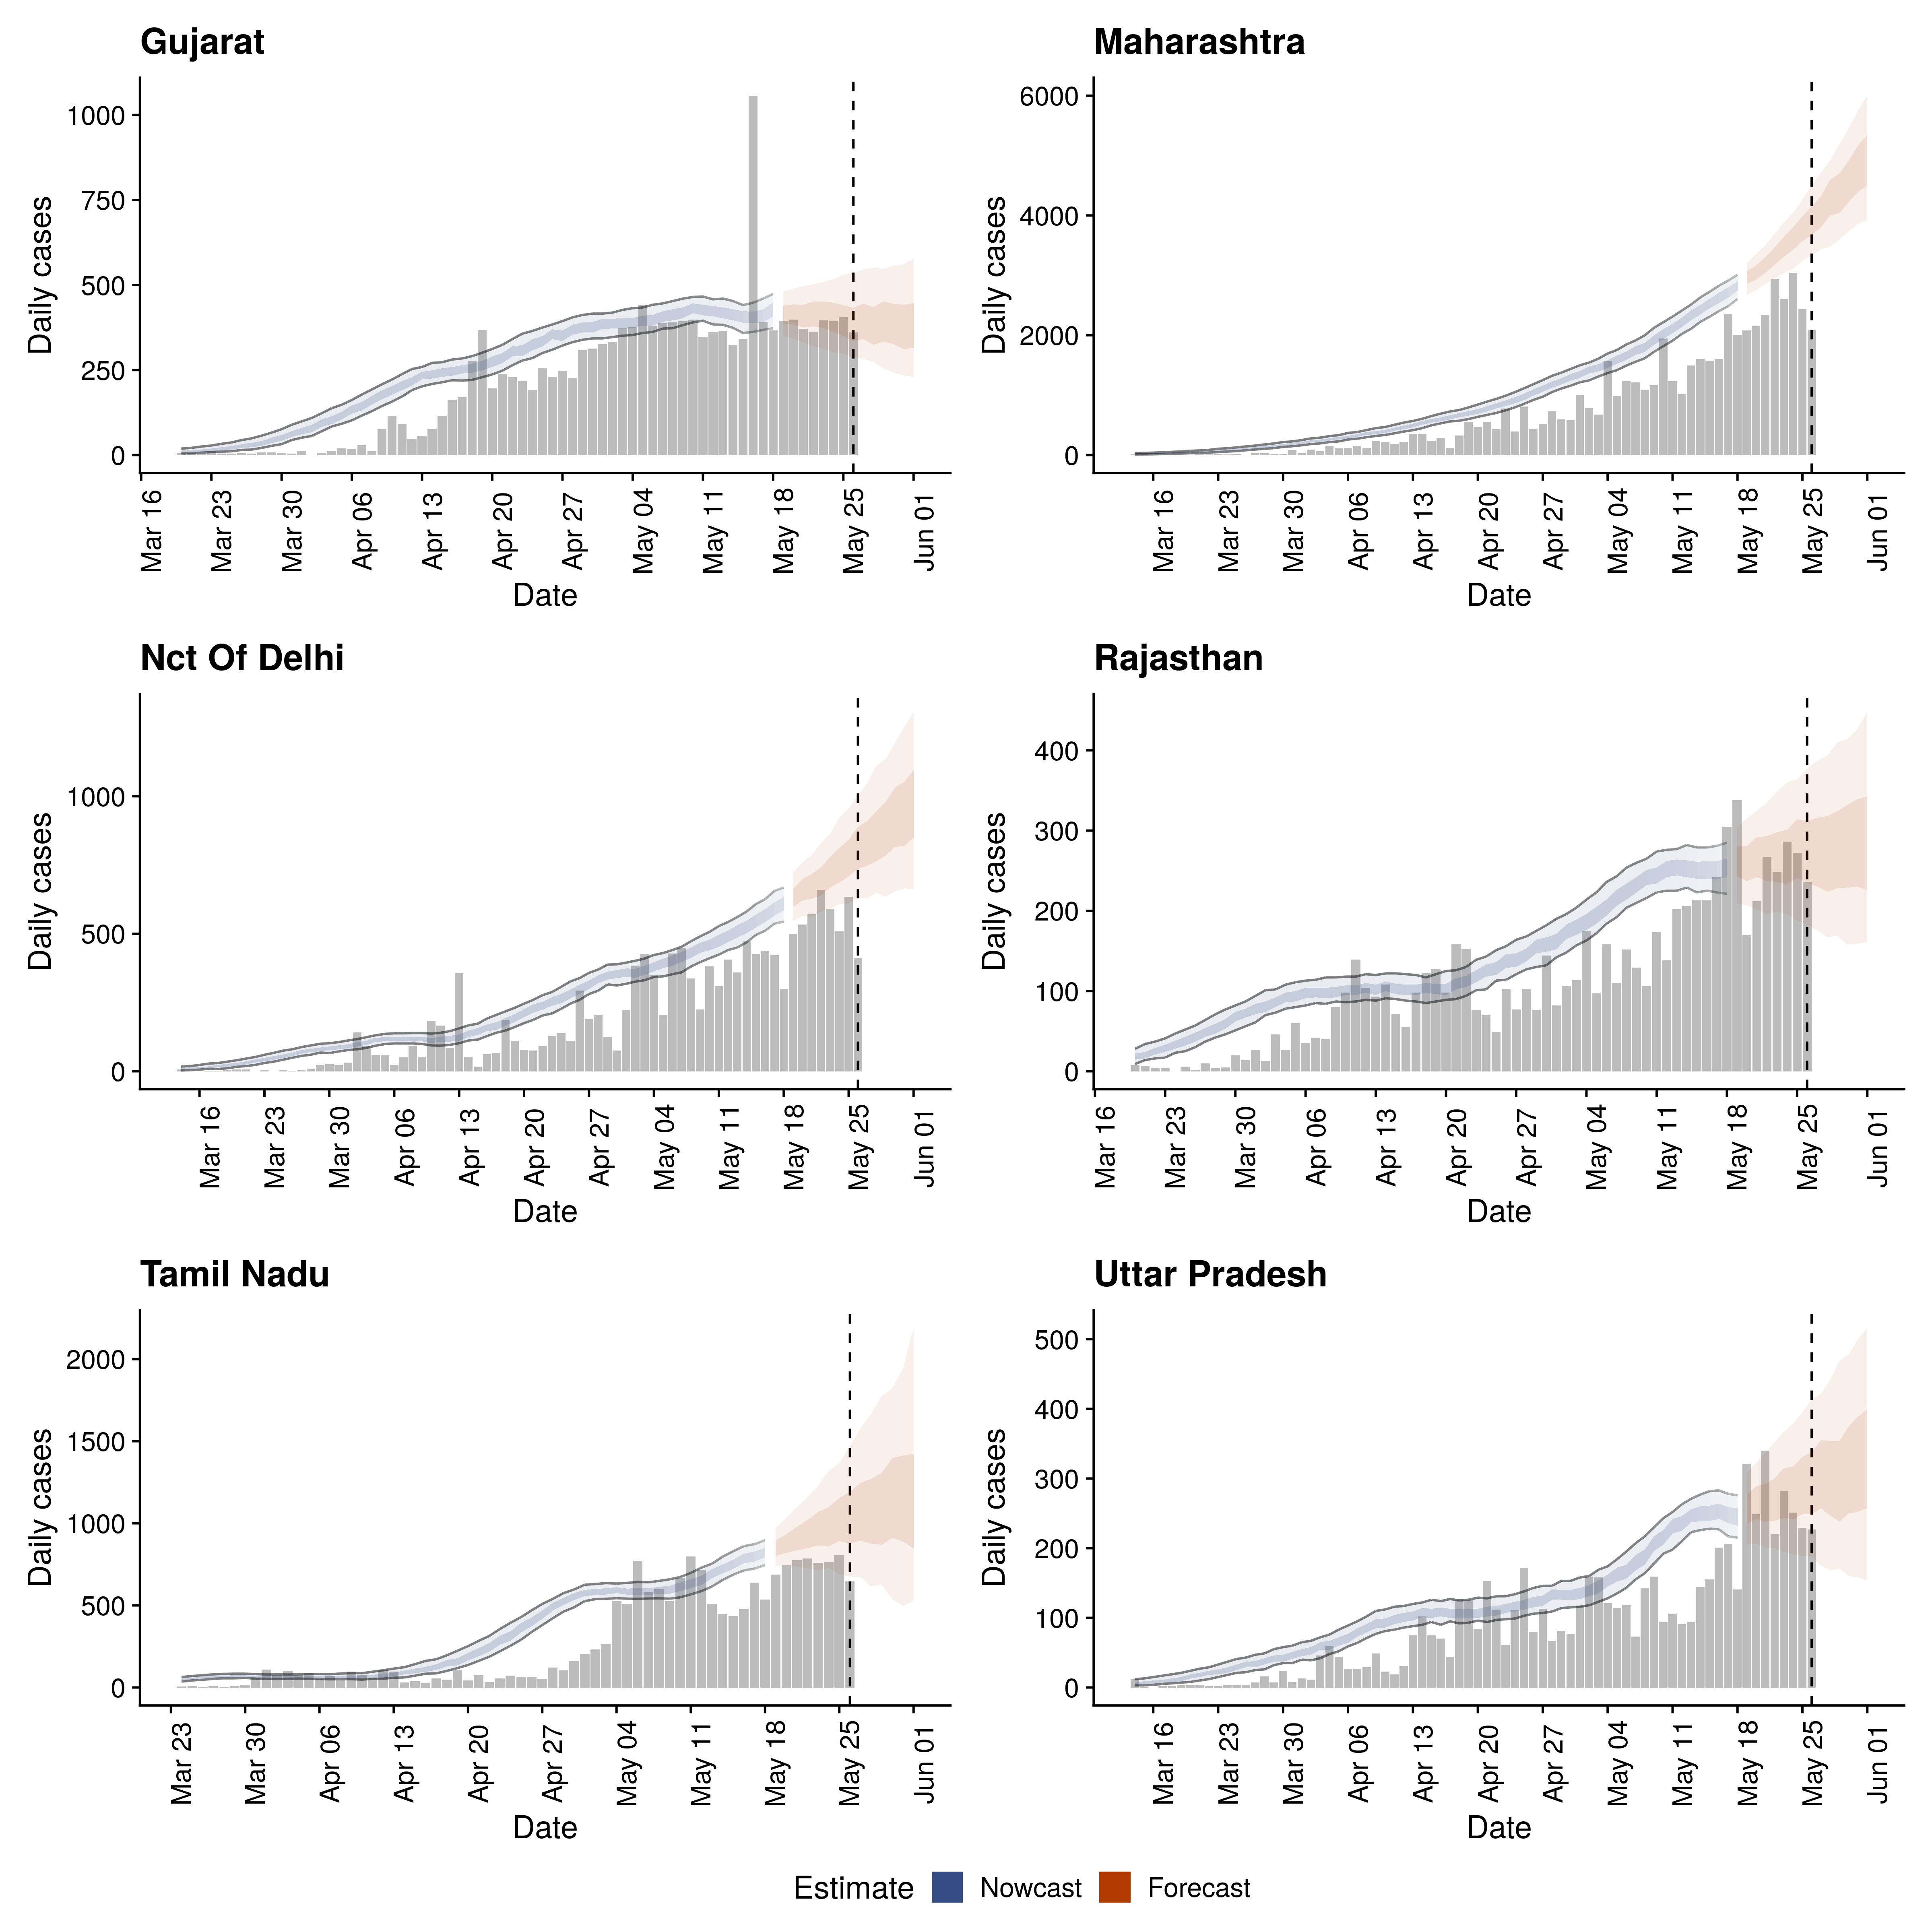 Gujarat
Daily cases
1000
750
500
250
0
Mar 16
Mar 23
Mar 30
Apr 06
Apr 13
Apr 20
Apr 27
May 04
May 11
May 18
May 25
Jun 01
Date
Maharashtra
Daily cases
6000
4000
2000
0
Mar 16
Mar 23
Mar 30
Apr 06
Apr 13
Apr 20
Apr 27
May 04
May 11
May 18
May 25
Jun 01
Date
Nct Of Delhi
Daily cases
1000
500
0
Mar 16
Mar 23
Mar 30
Apr 06
Apr 13
Apr 20
Apr 27
May 04
May 11
May 18
May 25
Jun 01
Date
Rajasthan
Daily cases
400
300
200
100
0
Mar 16
Mar 23
Mar 30
Apr 06
Apr 13
Apr 20
Apr 27
May 04
May 11
May 18
May 25
Jun 01
Date
Tamil Nadu
Daily cases
2000
1500
1000
500
0
Mar 23
Mar 30
Apr 06
Apr 13
Apr 20
Apr 27
May 04
May 11
May 18
May 25
Jun 01
Date
Uttar Pradesh
Daily cases
500
400
300
200
100
0
Mar 16
Mar 23
Mar 30
Apr 06
Apr 13
Apr 20
Apr 27
May 04
May 11
May 18
May 25
Jun 01
Date
Estimate Nowcast Forecast